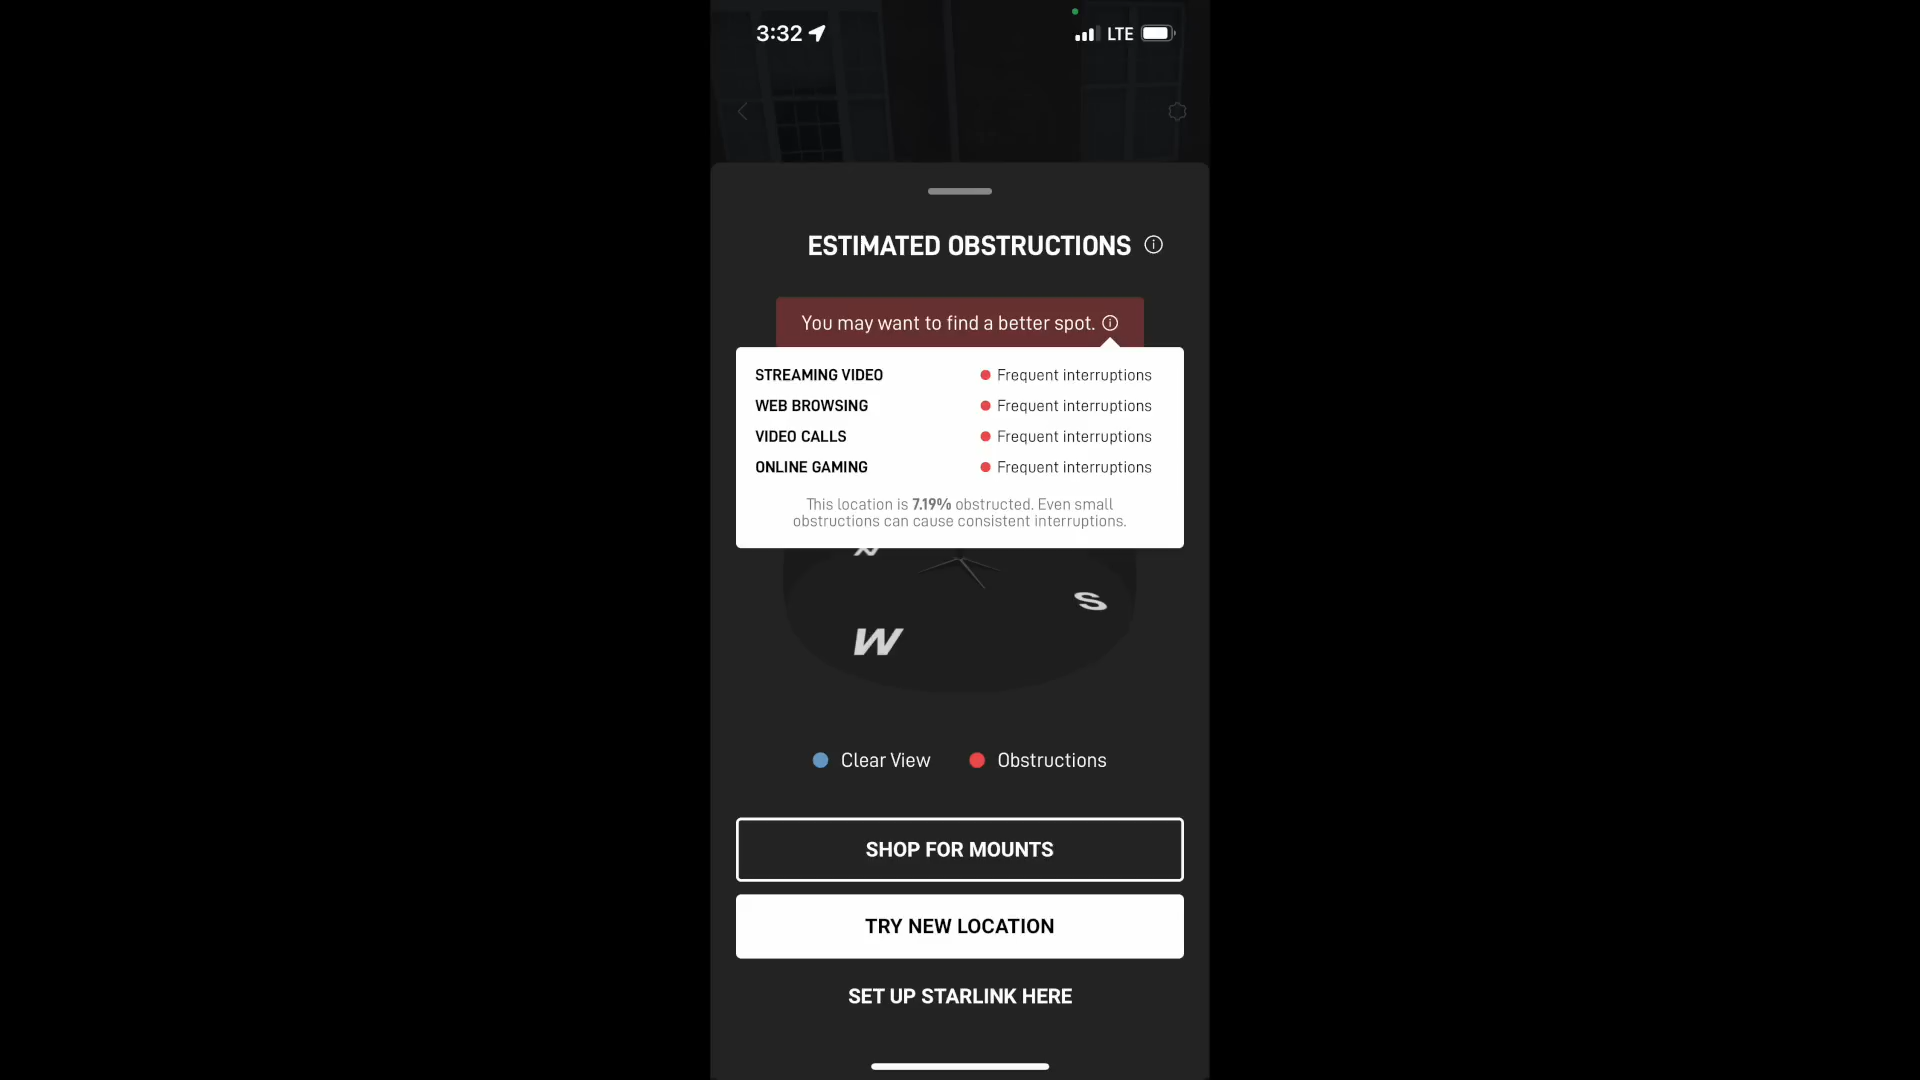 3:32
LTE
ESTIMATED OBSTRUCTIONS
You may want to find a better spot.
STREAMING VIDEO Frequent interruptions
WEB BROWSING Frequent interruptions
VIDEO CALLS Frequent interruptions
ONLINE GAMING Frequent interruptions
This location is 7.19% obstructed. Even small
obstructions can cause consistent interruptions.
N
S
W
Clear View Obstructions
SHOP FOR MOUNTS
TRY NEW LOCATION
SET UP STARLINK HERE